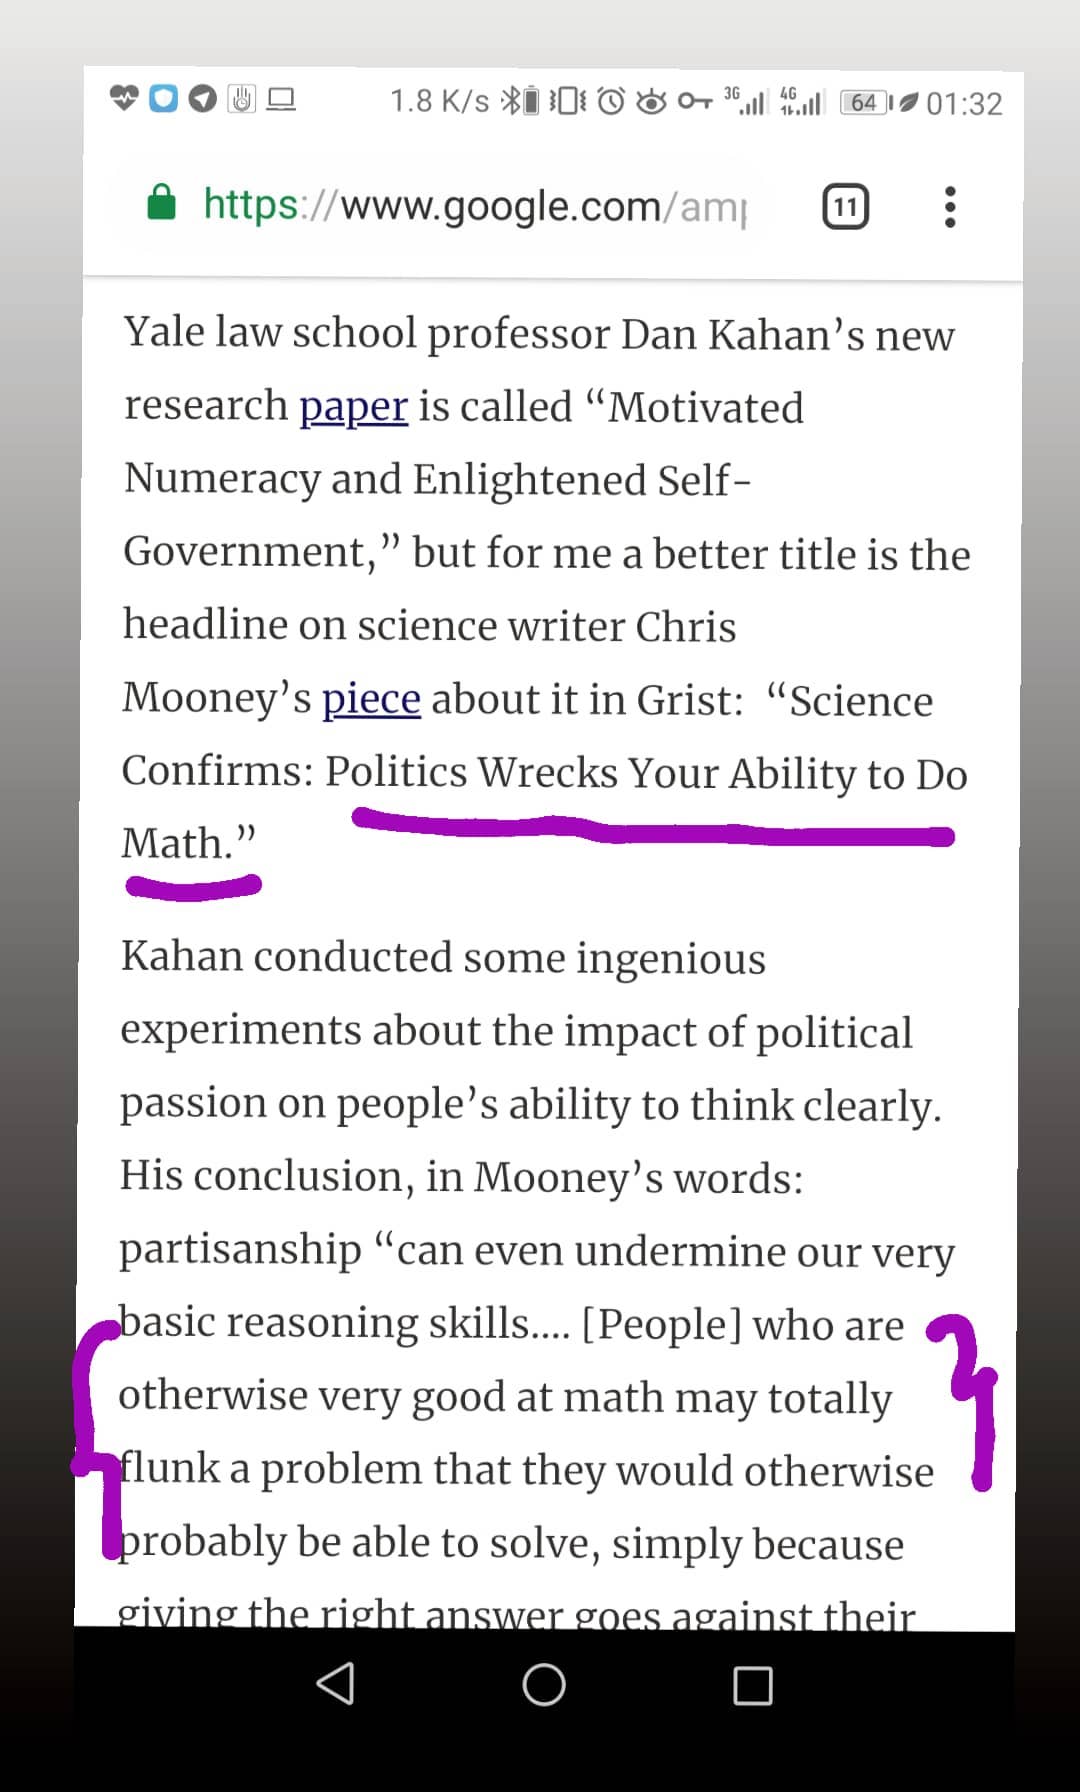 1.8 K/s 3G 4G 64 01:32
https://www.google.com/amp 11
Yale law school professor Dan Kahan’s new
research paper is called “Motivated
Numeracy and Enlightened Self-
Government,” but for me a better title is the
headline on science writer Chris
Mooney’s piece about it in Grist:  “Science
Confirms: Politics Wrecks Your Ability to Do
Math.”
Kahan conducted some ingenious
experiments about the impact of political
passion on people’s ability to think clearly.
His conclusion, in Mooney’s words:
partisanship “can even undermine our very
basic reasoning skills.... [People] who are
otherwise very good at math may totally
flunk a problem that they would otherwise
probably be able to solve, simply because
giving the right answer goes against their